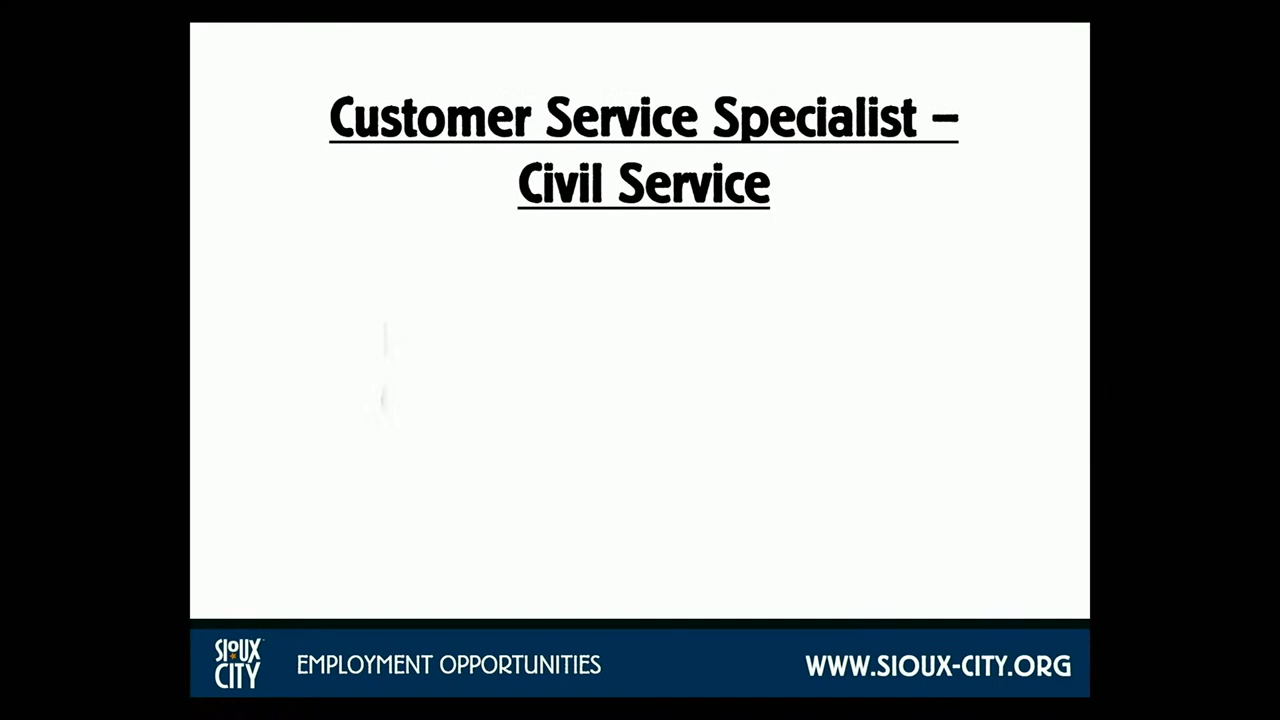 Customer Service Specialist –
Civil Service
SIOUX
CITY
EMPLOYMENT OPPORTUNITIES
WWW.SIOUX-CITY.ORG